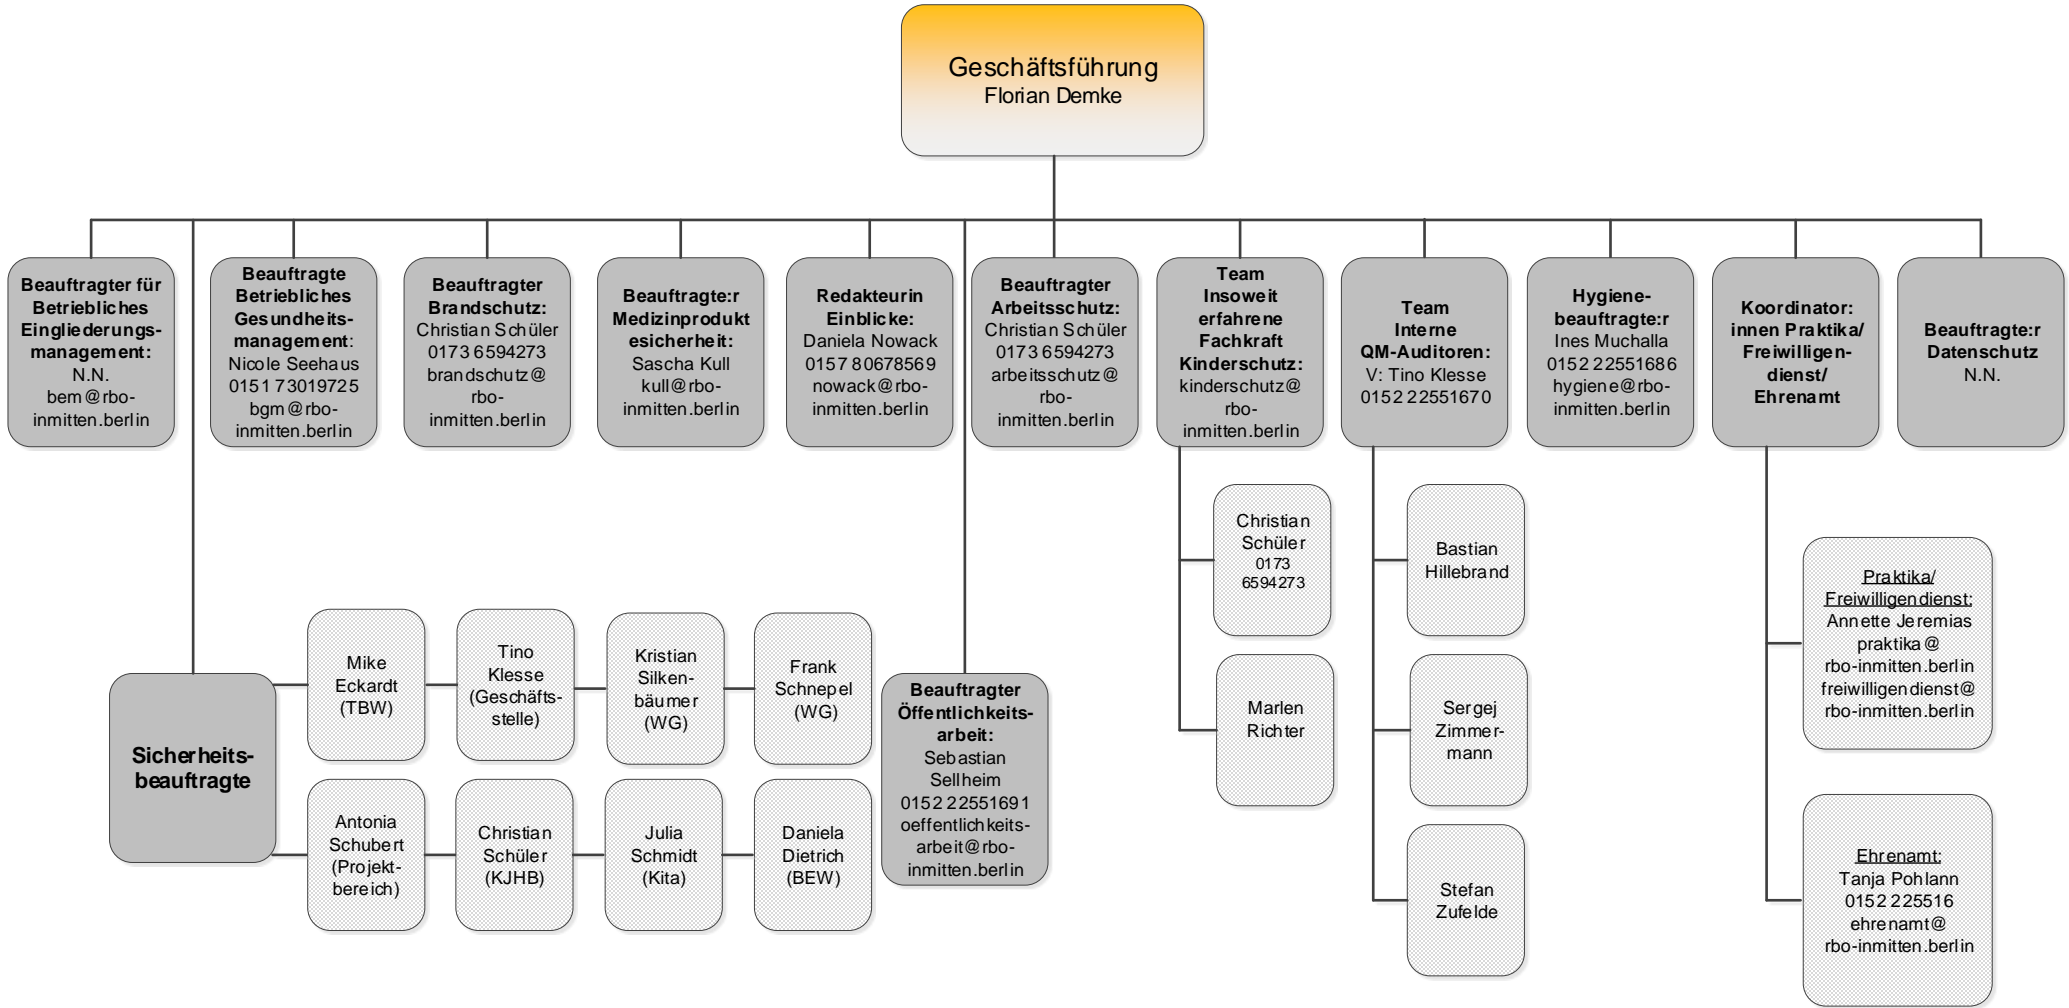 Geschäftsführung
Florian Demke
Beauftragter für
Betriebliches
Eingliederungs-
management:
N.N.
bem@rbo-
inmitten.berlin
Beauftragte
Betriebliches
Gesundheits-
management:
Nicole Seehaus
0151 73019725
bgm@rbo-
inmitten.berlin
Beauftragter
Brandschutz:
Christian Schüler
0173 6594273
brandschutz@
rbo-
inmitten.berlin
Beauftragte:r
Medizinprodukt
esicherheit:
Sascha Kull
kull@rbo-
inmitten.berlin
Redakteurin
Einblicke:
Daniela Nowack
0157 80678569
nowack@rbo-
inmitten.berlin
Beauftragter
Arbeitsschutz:
Christian Schüler
0173 6594273
arbeitsschutz@
rbo-
inmitten.berlin
Team
Insoweit
erfahrene
Fachkraft
Kinderschutz:
kinderschutz@
rbo-
inmitten.berlin
Team
Interne
QM-Auditoren:
V: Tino Klesse
0152 22551670
Hygiene-
beauftragte:r
Ines Muchalla
0152 22551686
hygiene@rbo-
inmitten.berlin
Koordinator:
innen Praktika/
Freiwilligen-
dienst/
Ehrenamt
Beauftragte:r
Datenschutz
N.N.
Sicherheits-
beauftragte
Mike
Eckardt
(TBW)
Tino
Klesse
(Geschäfts-
stelle)
Kristian
Silken-
bäumer
(WG)
Frank
Schnepel
(WG)
Antonia
Schubert
(Projekt-
bereich)
Christian
Schüler
(KJHB)
Julia
Schmidt
(Kita)
Daniela
Dietrich
(BEW)
Beauftragter
Öffentlichkeits-
arbeit:
Sebastian
Sellheim
0152 22551691
oeffentlichkeits-
arbeit@rbo-
inmitten.berlin
Christian
Schüler
0173
6594273
Marlen
Richter
Bastian
Hillebrand
Sergej
Zimmer-
mann
Stefan
Zufelde
Praktika/
Freiwilligendienst:
Annette Jeremias
praktika@
rbo-inmitten.berlin
freiwilligendienst@
rbo-inmitten.berlin
Ehrenamt:
Tanja Pohlann
0152 225516
ehrenamt@
rbo-inmitten.berlin